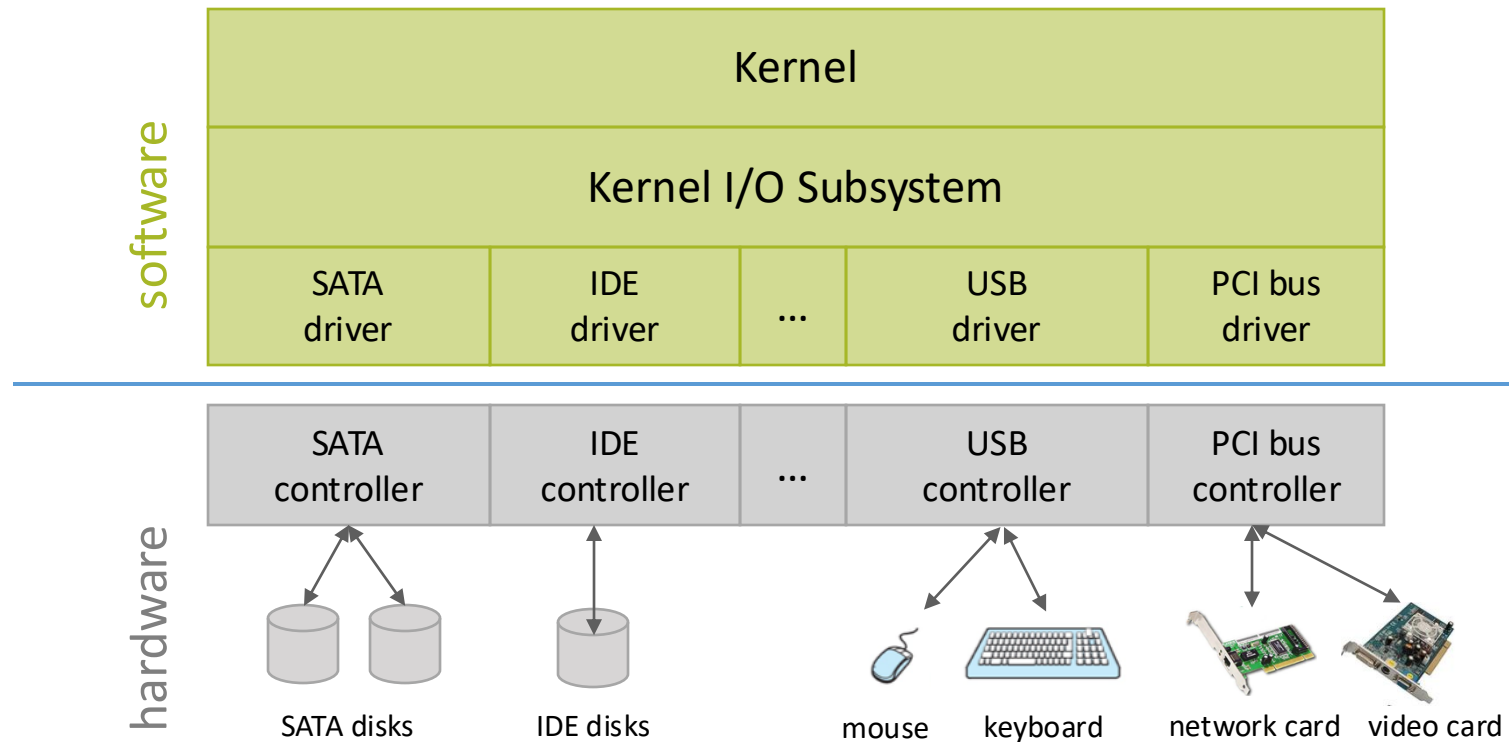 software
Kernel
Kernel I/O Subsystem
SATA
driver
IDE
driver
...
USB
driver
PCI bus
driver
hardware
SATA
controller
IDE
controller
...
USB
controller
PCI bus
controller
SATA disks
IDE disks
mouse
keyboard
network card
video card